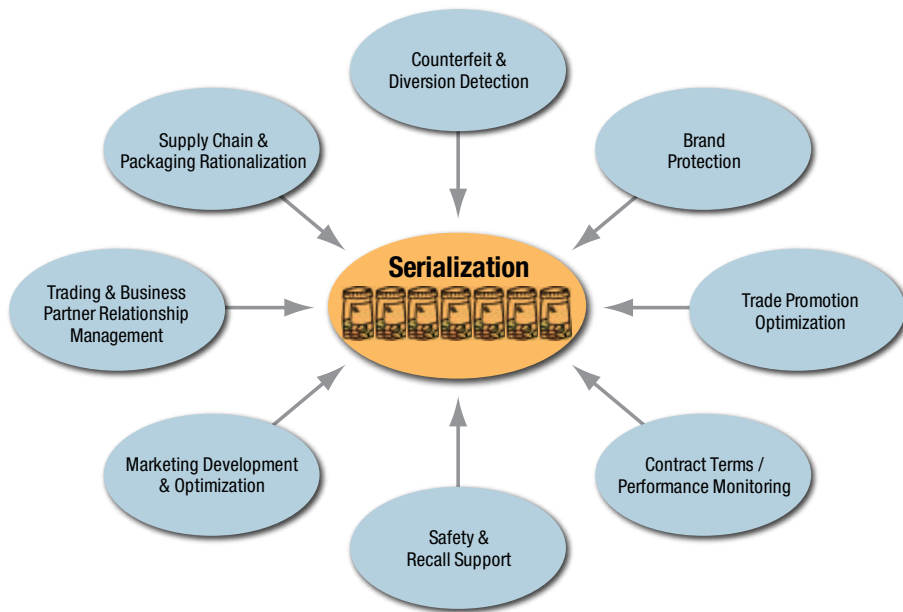 Counterfeit &
Diversion Detection
Supply Chain &
Packaging Rationalization
Brand
Protection
Serialization
Trading & Business
Partner Relationship
Management
Trade Promotion
Optimization
Marketing Development
& Optimization
Contract Terms /
Performance Monitoring
Safety &
Recall Support